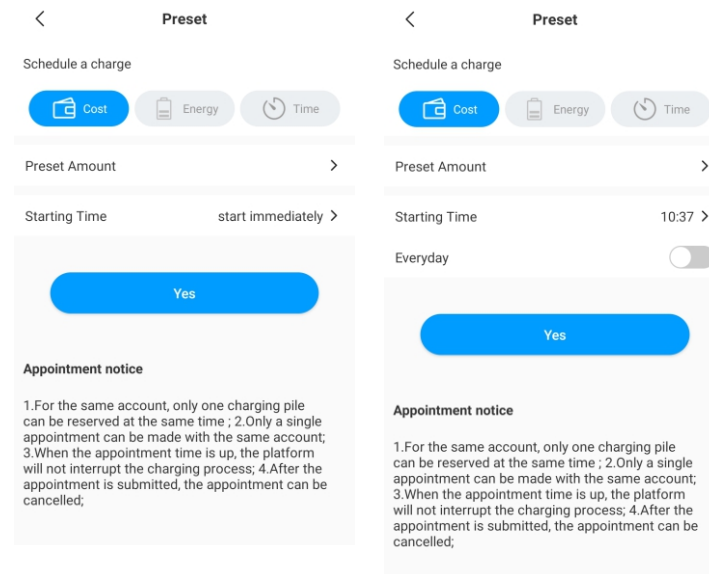 Preset
Schedule a charge
Cost Energy Time
Preset Amount
Starting Time start immediately
Yes
Appointment notice
1.For the same account, only one charging pile
can be reserved at the same time ; 2.Only a single
appointment can be made with the same account;
3.When the appointment time is up, the platform
will not interrupt the charging process; 4.After the
appointment is submitted, the appointment can be
cancelled;
Preset
Schedule a charge
Cost Energy Time
Preset Amount
Starting Time 10:37
Everyday
Yes
Appointment notice
1.For the same account, only one charging pile
can be reserved at the same time ; 2.Only a single
appointment can be made with the same account;
3.When the appointment time is up, the platform
will not interrupt the charging process; 4.After the
appointment is submitted, the appointment can be
cancelled;